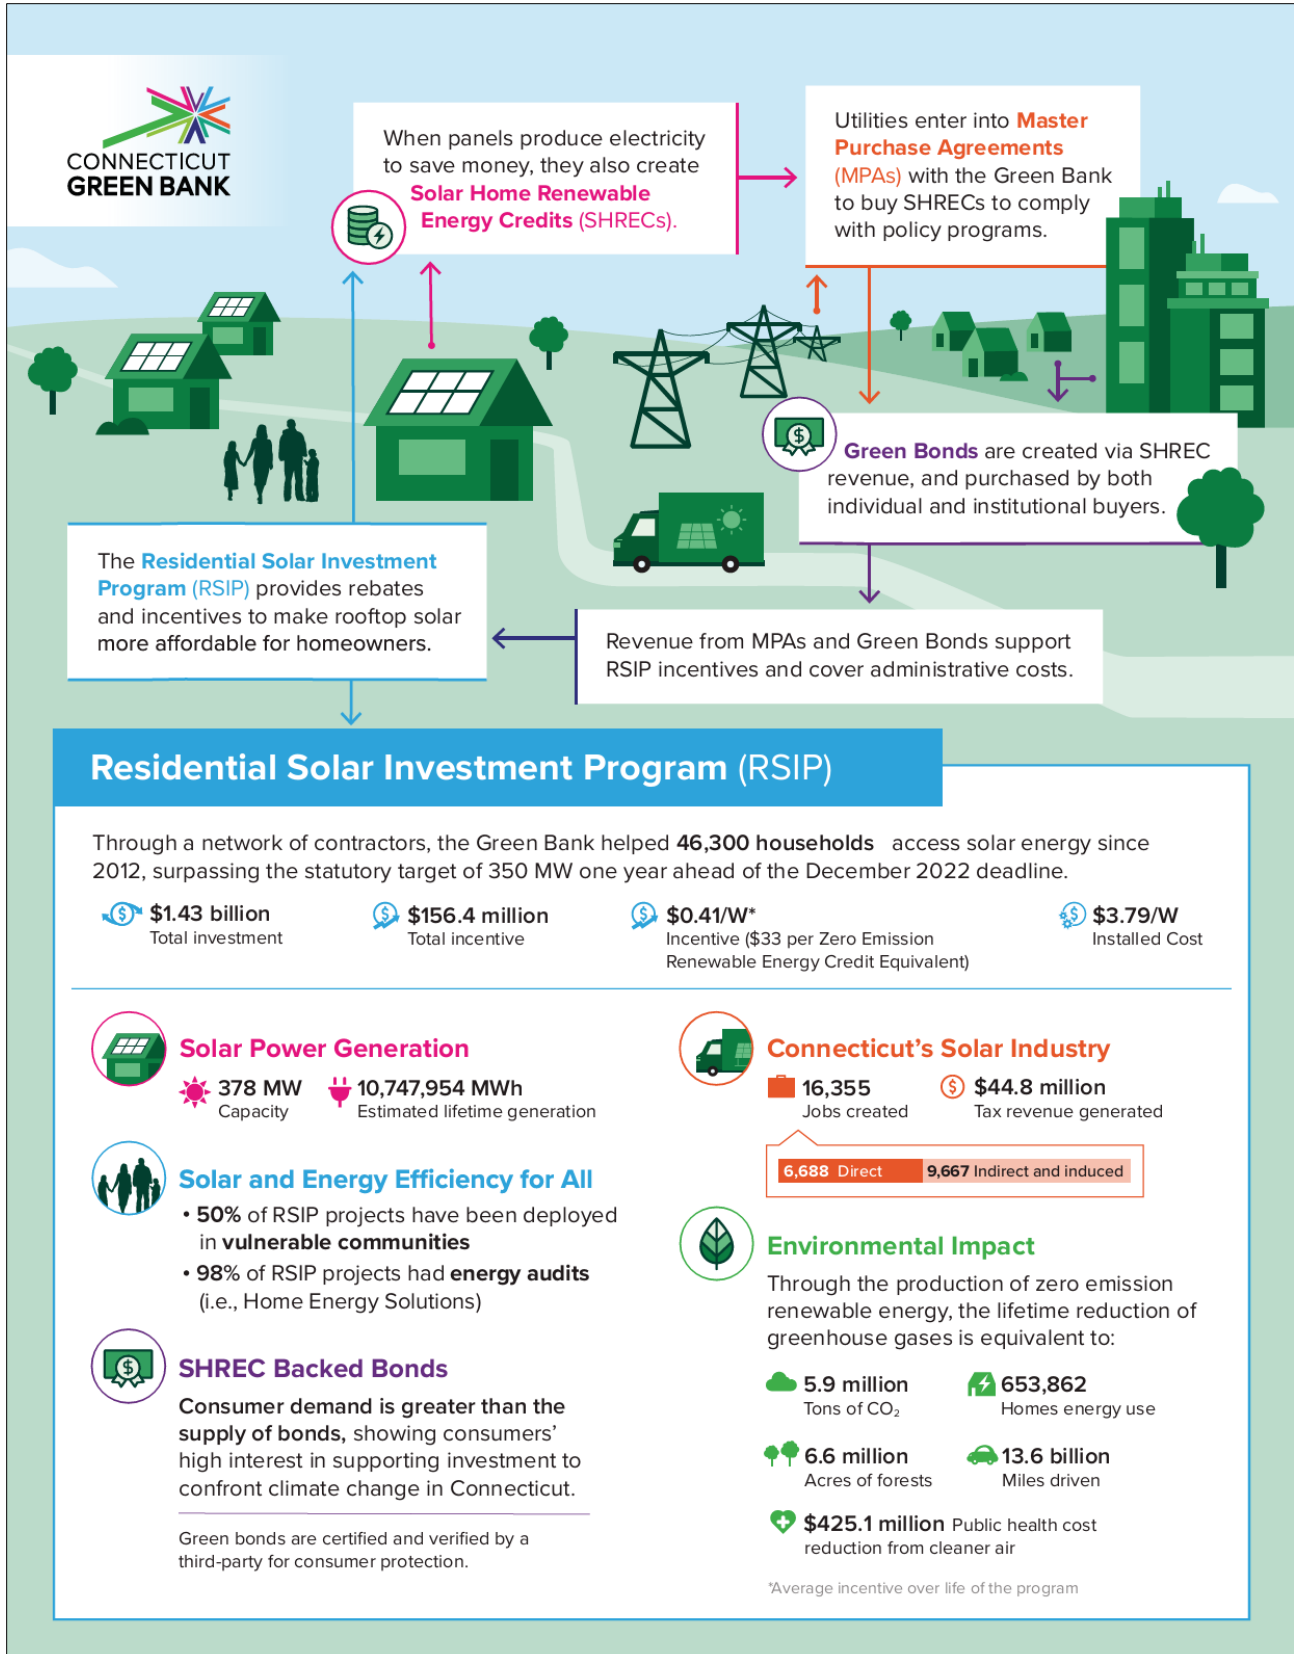 CONNECTICUT
GREEN BANK
When panels produce electricity
to save money, they also create
Solar Home Renewable
Energy Credits (SHRECs).
Utilities enter into Master
Purchase Agreements
(MPAs) with the Green Bank
to buy SHRECs to comply
with policy programs.
Green Bonds are created via SHREC
revenue, and purchased by both
individual and institutional buyers.
The Residential Solar Investment
Program (RSIP) provides rebates
and incentives to make rooftop solar
more affordable for homeowners.
Revenue from MPAs and Green Bonds support
RSIP incentives and cover administrative costs.
Residential Solar Investment Program (RSIP)
Through a network of contractors, the Green Bank helped 46,300 households access solar energy since
2012, surpassing the statutory target of 350 MW one year ahead of the December 2022 deadline.
$1.43 billion
Total investment
$156.4 million
Total incentive
$0.41/W*
Incentive ($33 per Zero Emission
Renewable Energy Credit Equivalent)
$3.79/W
Installed Cost
Solar Power Generation
378 MW
Capacity
10,747,954 MWh
Estimated lifetime generation
Solar and Energy Efficiency for All
• 50% of RSIP projects have been deployed
in vulnerable communities
• 98% of RSIP projects had energy audits
(i.e., Home Energy Solutions)
SHREC Backed Bonds
Consumer demand is greater than the
supply of bonds, showing consumers'
high interest in supporting investment to
confront climate change in Connecticut.
Green bonds are certified and verified by a
third-party for consumer protection.
Connecticut's Solar Industry
16,355
Jobs created
$44.8 million
Tax revenue generated
6,688 Direct
9,667 Indirect and induced
Environmental Impact
Through the production of zero emission
renewable energy, the lifetime reduction of
greenhouse gases is equivalent to:
5.9 million
Tons of CO₂
653,862
Homes energy use
6.6 million
Acres of forests
13.6 billion
Miles driven
$425.1 million Public health cost
reduction from cleaner air
*Average incentive over life of the program